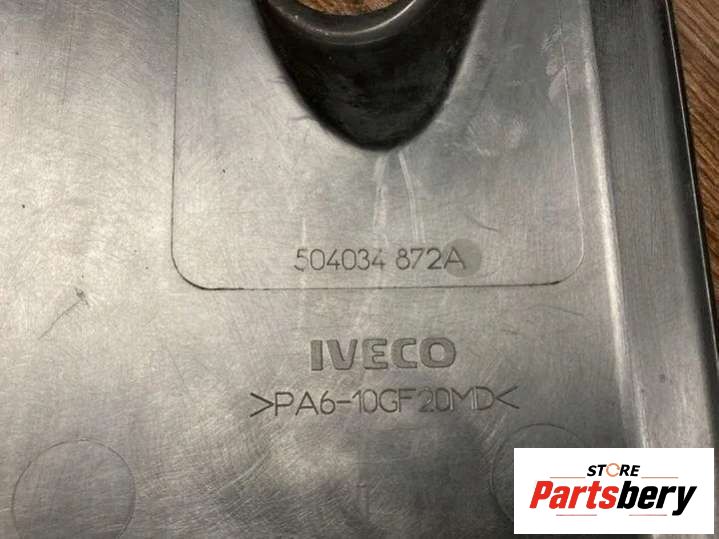 504034 872A
IVECO
>PA6-10GF20MD<
STORE
Partsbery